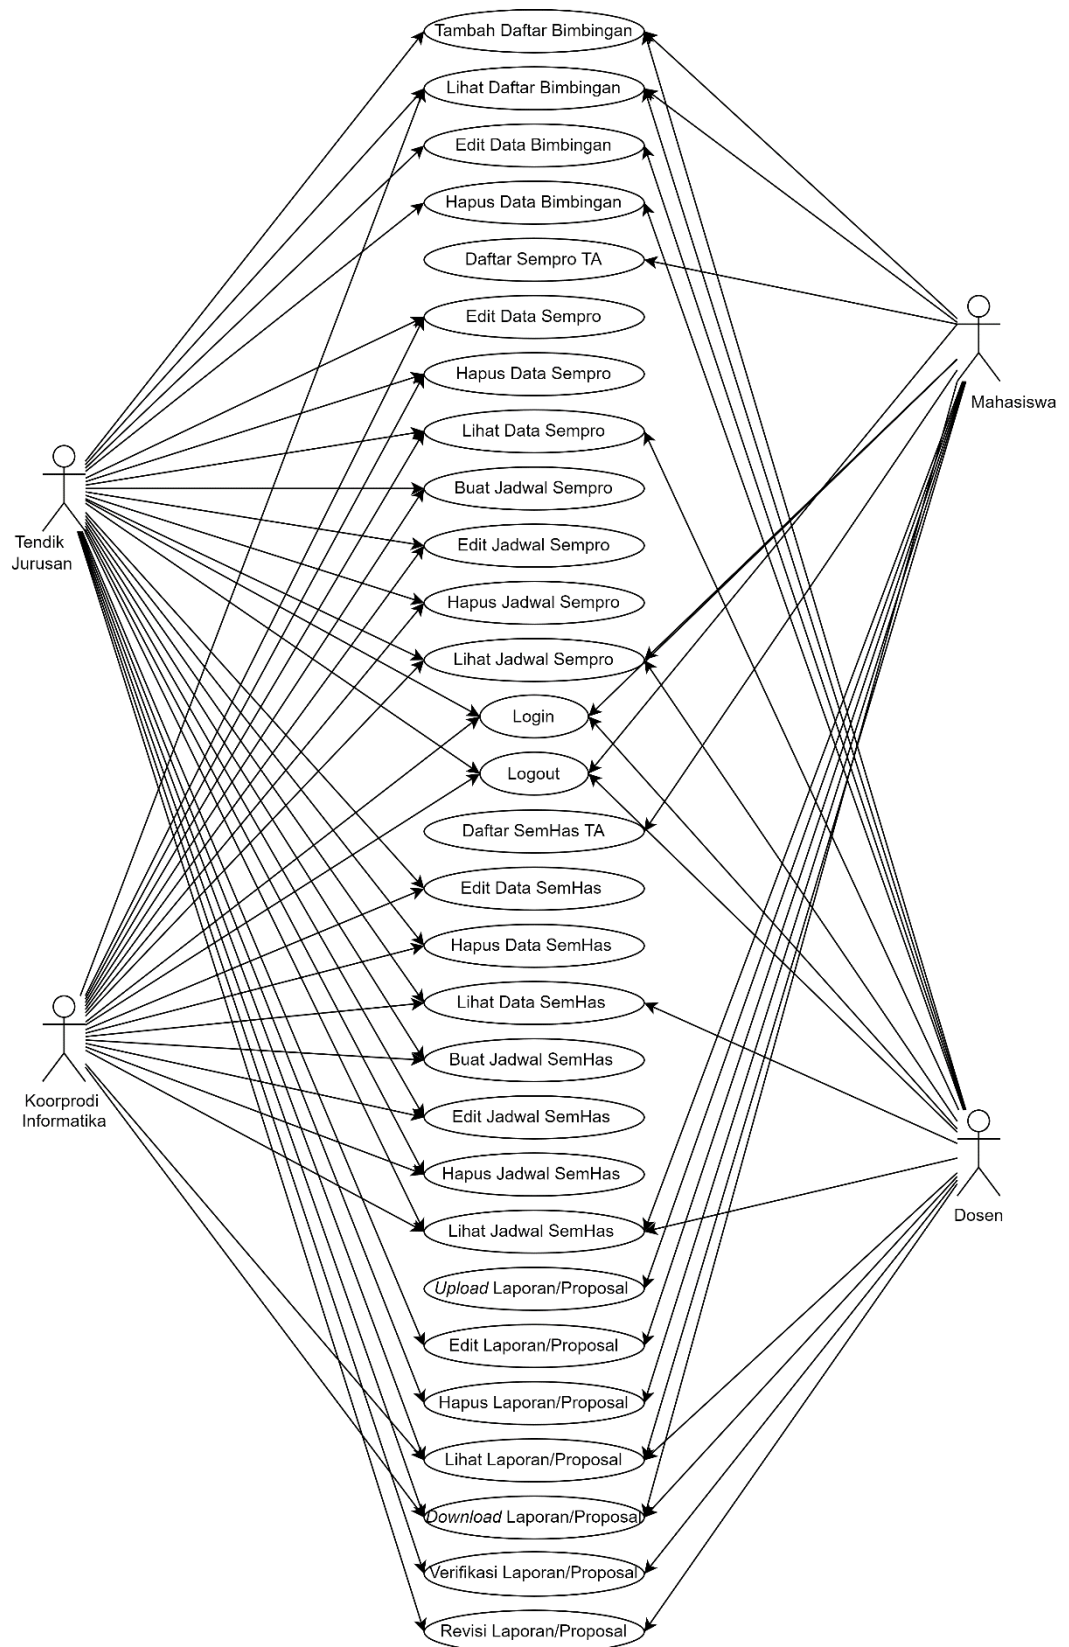 Tambah Daftar Bimbingan
Lihat Daftar Bimbingan
Edit Data Bimbingan
Hapus Data Bimbingan
Daftar Sempro TA
Edit Data Sempro
Hapus Data Sempro
Mahasiswa
Lihat Data Sempro
Buat Jadwal Sempro
Tendik
Jurusan
Edit Jadwal Sempro
Hapus Jadwal Sempro
Lihat Jadwal Sempro
Login
Logout
Daftar SemHas TA
Edit Data SemHas
Hapus Data SemHas
Lihat Data SemHas
Buat Jadwal SemHas
Koorprodi
Informatika
Edit Jadwal SemHas
Hapus Jadwal SemHas
Dosen
Lihat Jadwal SemHas
Upload Laporan/Proposal
Edit Laporan/Proposal
Hapus Laporan/Proposal
Lihat Laporan/Proposal
Download Laporan/Proposal
Verifikasi Laporan/Proposal
Revisi Laporan/Proposal